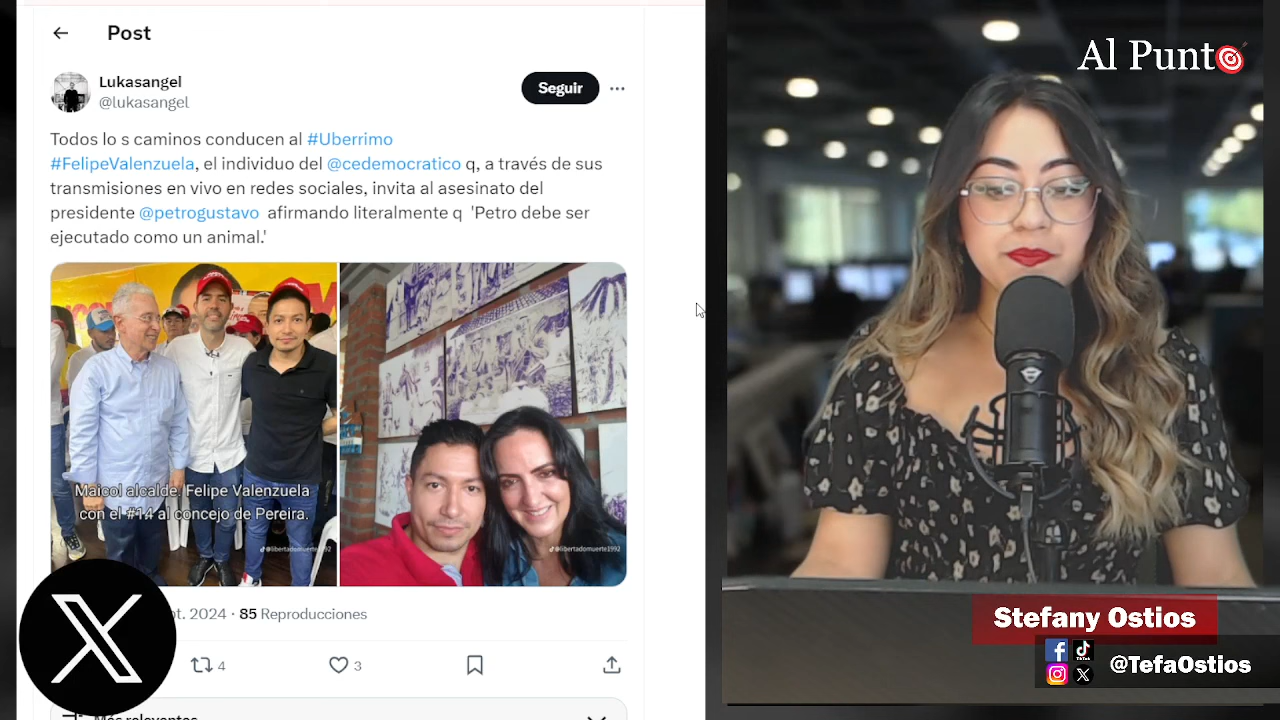 Post
Lukasangel
@lukasangel
Seguir
Todos lo s caminos conducen al #Uberrimo
#FelipeValenzuela, el individuo del @cedemocratico q, a través de sus
transmisiones en vivo en redes sociales, invita al asesinato del
presidente @petrogustavo afirmando literalmente q 'Petro debe ser
ejecutado como un animal.'
Maicol alcalde. Felipe Valenzuela
con el #14 al concejo de Pereira.
@libertadomuerte1992
@libertadomuerte1992
pt. 2024 · 85 Reproducciones
4
3
Más relevantes
Al Punto
Stefany Ostios
@TefaOstios